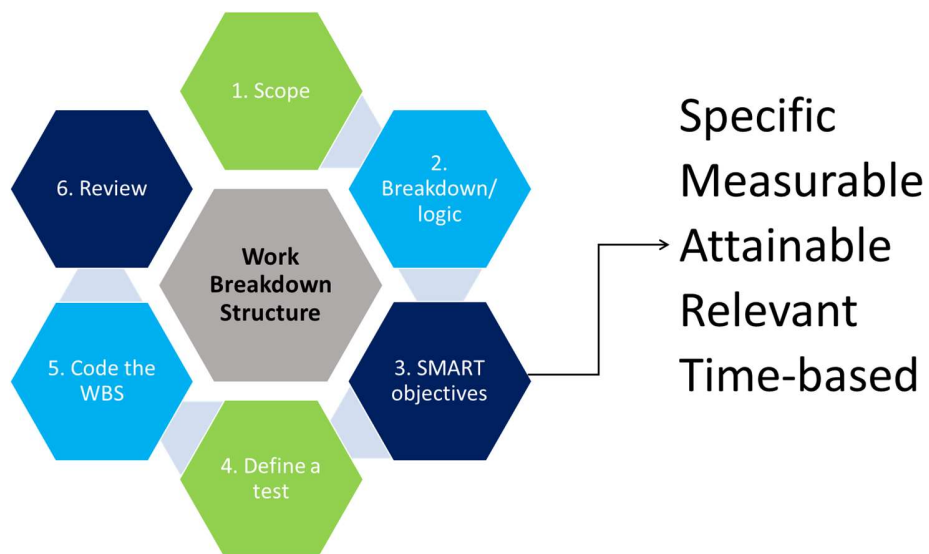 1. Scope
2.
Breakdown/
logic
3. SMART
objectives
4. Define a
test
5. Code the
WBS
6. Review
Work
Breakdown
Structure
Specific
Measurable
Attainable
Relevant
Time-based